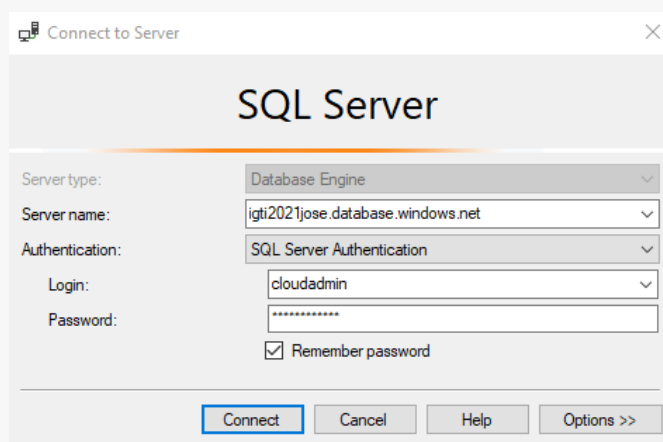 Connect to Server
SQL Server
Server type: Database Engine
Server name: igti2021jose.database.windows.net
Authentication: SQL Server Authentication
Login: cloudadmin
Password: ************
Remember password
Connect Cancel Help Options >>